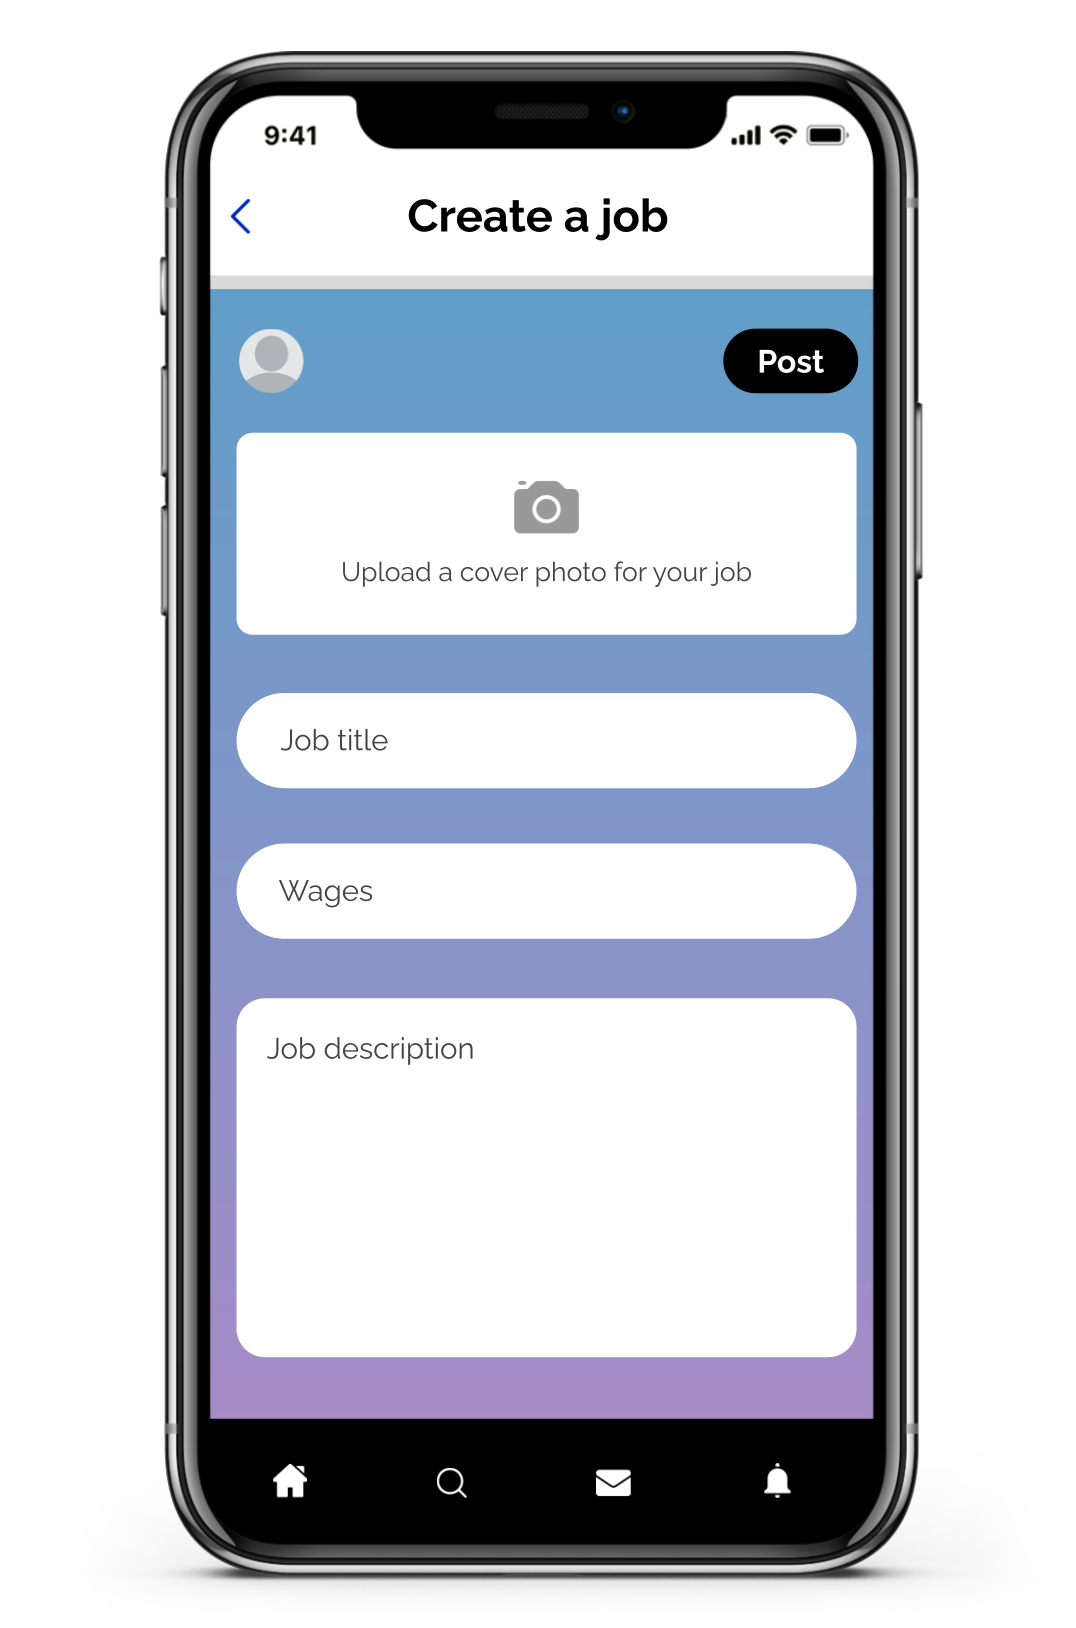 9:41
Create a job
Post
Upload a cover photo for your job
Job title
Wages
Job description